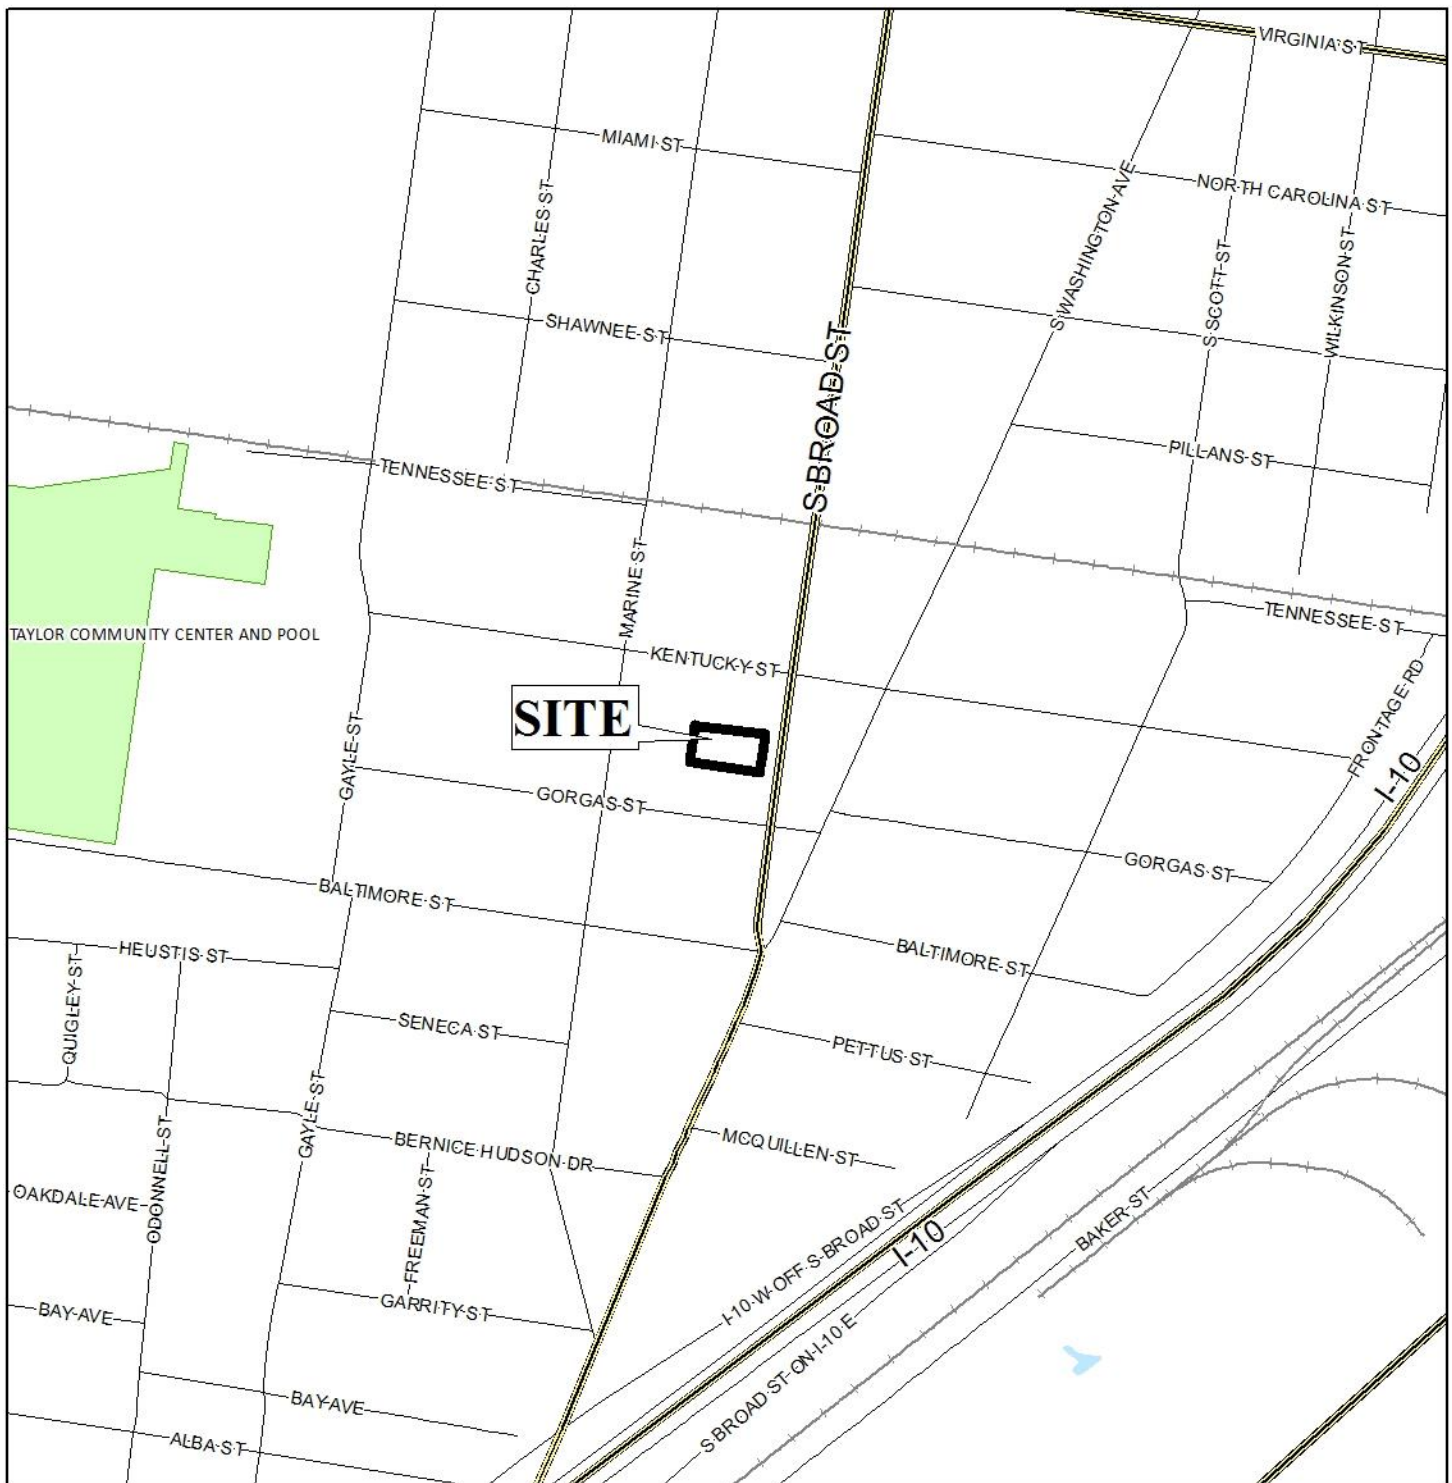 VIRGINIA ST
MIAMI ST
NORTH CAROLINA ST
S WASHINGTON AVE
CHARLES ST
S SCOTT ST
WILKINSON ST
SHAWNEE ST
S BROAD ST
PILLANS ST
TENNESSEE ST
MARINE ST
TENNESSEE ST
TAYLOR COMMUNITY CENTER AND POOL
KENTUCKY ST
FRONTAGE RD
SITE
GAYLE ST
I-10
GORGAS ST
GORGAS ST
BALTIMORE ST
HEUSTIS ST
BALTIMORE ST
QUIGLEY ST
SENECA ST
PETTUS ST
GAYLE ST
BERNICE HUDSON DR
MCQUILLEN ST
ODONNELL ST
OAKDALE AVE
FREEMAN ST
BAKER ST
I-10 W OFF S BROAD ST
I-10
BAY AVE
GARRITY ST
S BROAD ST ON I-10 E
BAY AVE
ALBA ST